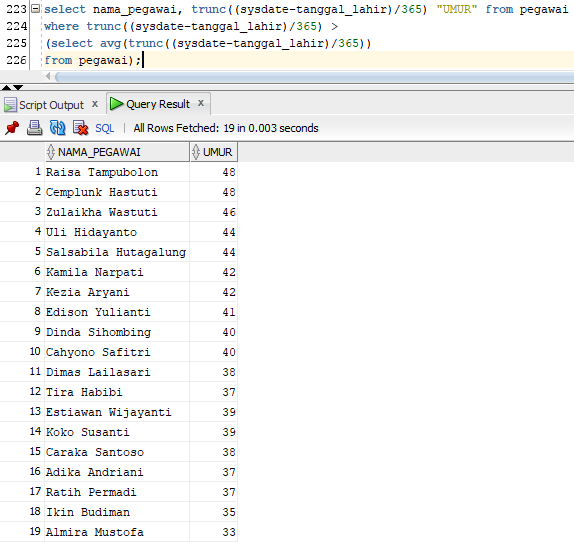 223 select nama_pegawai, trunc((sysdate-tanggal_lahir)/365) "UMUR" from pegawai
224 where trunc((sysdate-tanggal_lahir)/365) >
225 (select avg(trunc((sysdate-tanggal_lahir)/365))
226 from pegawai);
Script Output x Query Result x
SQL | All Rows Fetched: 19 in 0.003 seconds
NAMA_PEGAWAI UMUR
1 Raisa Tampubolon 48
2 Cemplunk Hastuti 48
3 Zulaikha Wastuti 46
4 Uli Hidayanto 44
5 Salsabila Hutagalung 44
6 Kamila Narpati 42
7 Kezia Aryani 42
8 Edison Yulianti 41
9 Dinda Sihombing 40
10 Cahyono Safitri 40
11 Dimas Lailasari 38
12 Tira Habibi 37
13 Estiawan Wijayanti 39
14 Koko Susanti 39
15 Caraka Santoso 38
16 Adika Andriani 37
17 Ratih Permadi 37
18 Ikin Budiman 35
19 Almira Mustofa 33